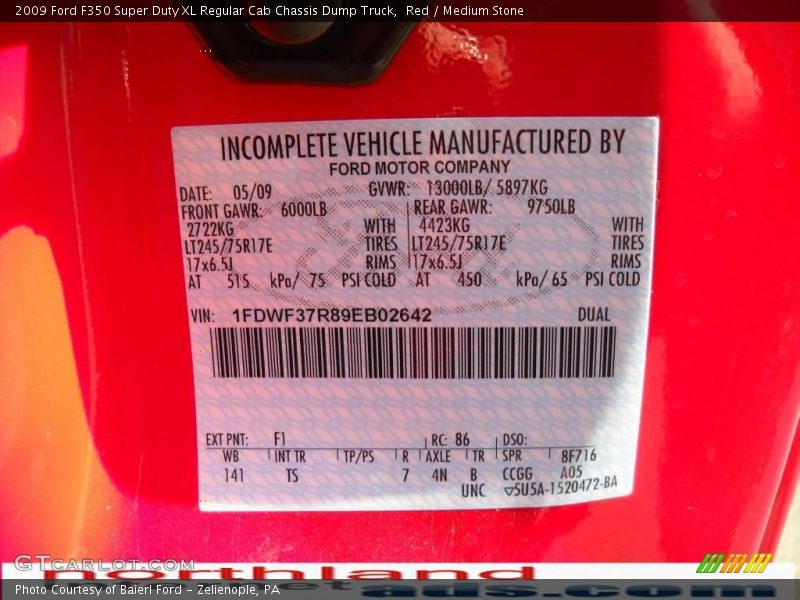 2009 Ford F350 Super Duty XL Regular Cab Chassis Dump Truck,  Red / Medium Stone
INCOMPLETE VEHICLE MANUFACTURED BY
FORD MOTOR COMPANY
DATE: 05/09 GVWR: 13000LB/ 5897KG
FRONT GAWR: 6000LB REAR GAWR: 9750LB
2722KG WITH 4423KG WITH
LT245/75R17E TIRES LT245/75R17E TIRES
17x6.5J RIMS 17x6.5J RIMS
AT 515 kPa/ 75 PSI COLD AT 450 kPa/ 65 PSI COLD
VIN: 1FDWF37R89EB02642 DUAL
EXT PNT: F1 RC: 86 DSO:
WB INT TR TP/PS R AXLE TR SPR 8F716
141 TS 7 4N B CCGG A05
UNC 5U5A-1520472-BA
GTCarLot.com
northland
ads.com
Photo Courtesy of Baierl Ford - Zelienople, PA